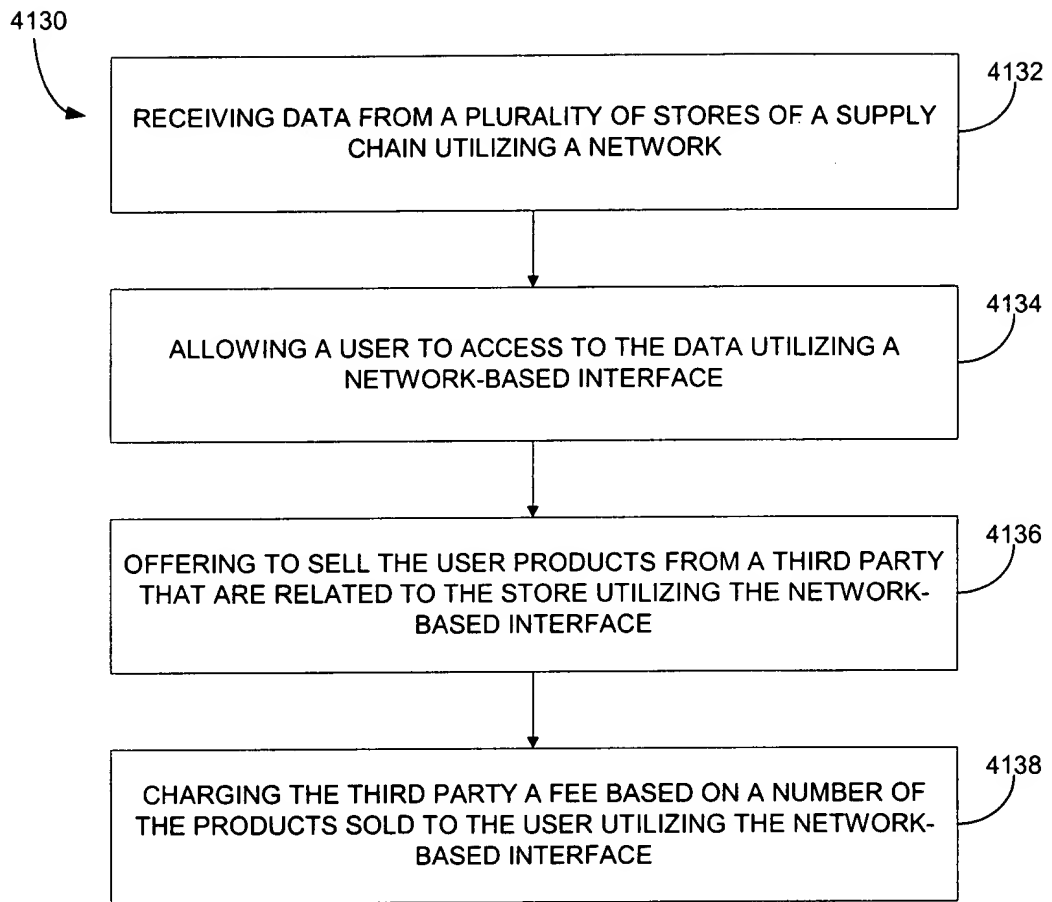 4130
4132
RECEIVING DATA FROM A PLURALITY OF STORES OF A SUPPLY
CHAIN UTILIZING A NETWORK
4134
ALLOWING A USER TO ACCESS TO THE DATA UTILIZING A
NETWORK-BASED INTERFACE
4136
OFFERING TO SELL THE USER PRODUCTS FROM A THIRD PARTY
THAT ARE RELATED TO THE STORE UTILIZING THE NETWORK-
BASED INTERFACE
4138
CHARGING THE THIRD PARTY A FEE BASED ON A NUMBER OF
THE PRODUCTS SOLD TO THE USER UTILIZING THE NETWORK-
BASED INTERFACE